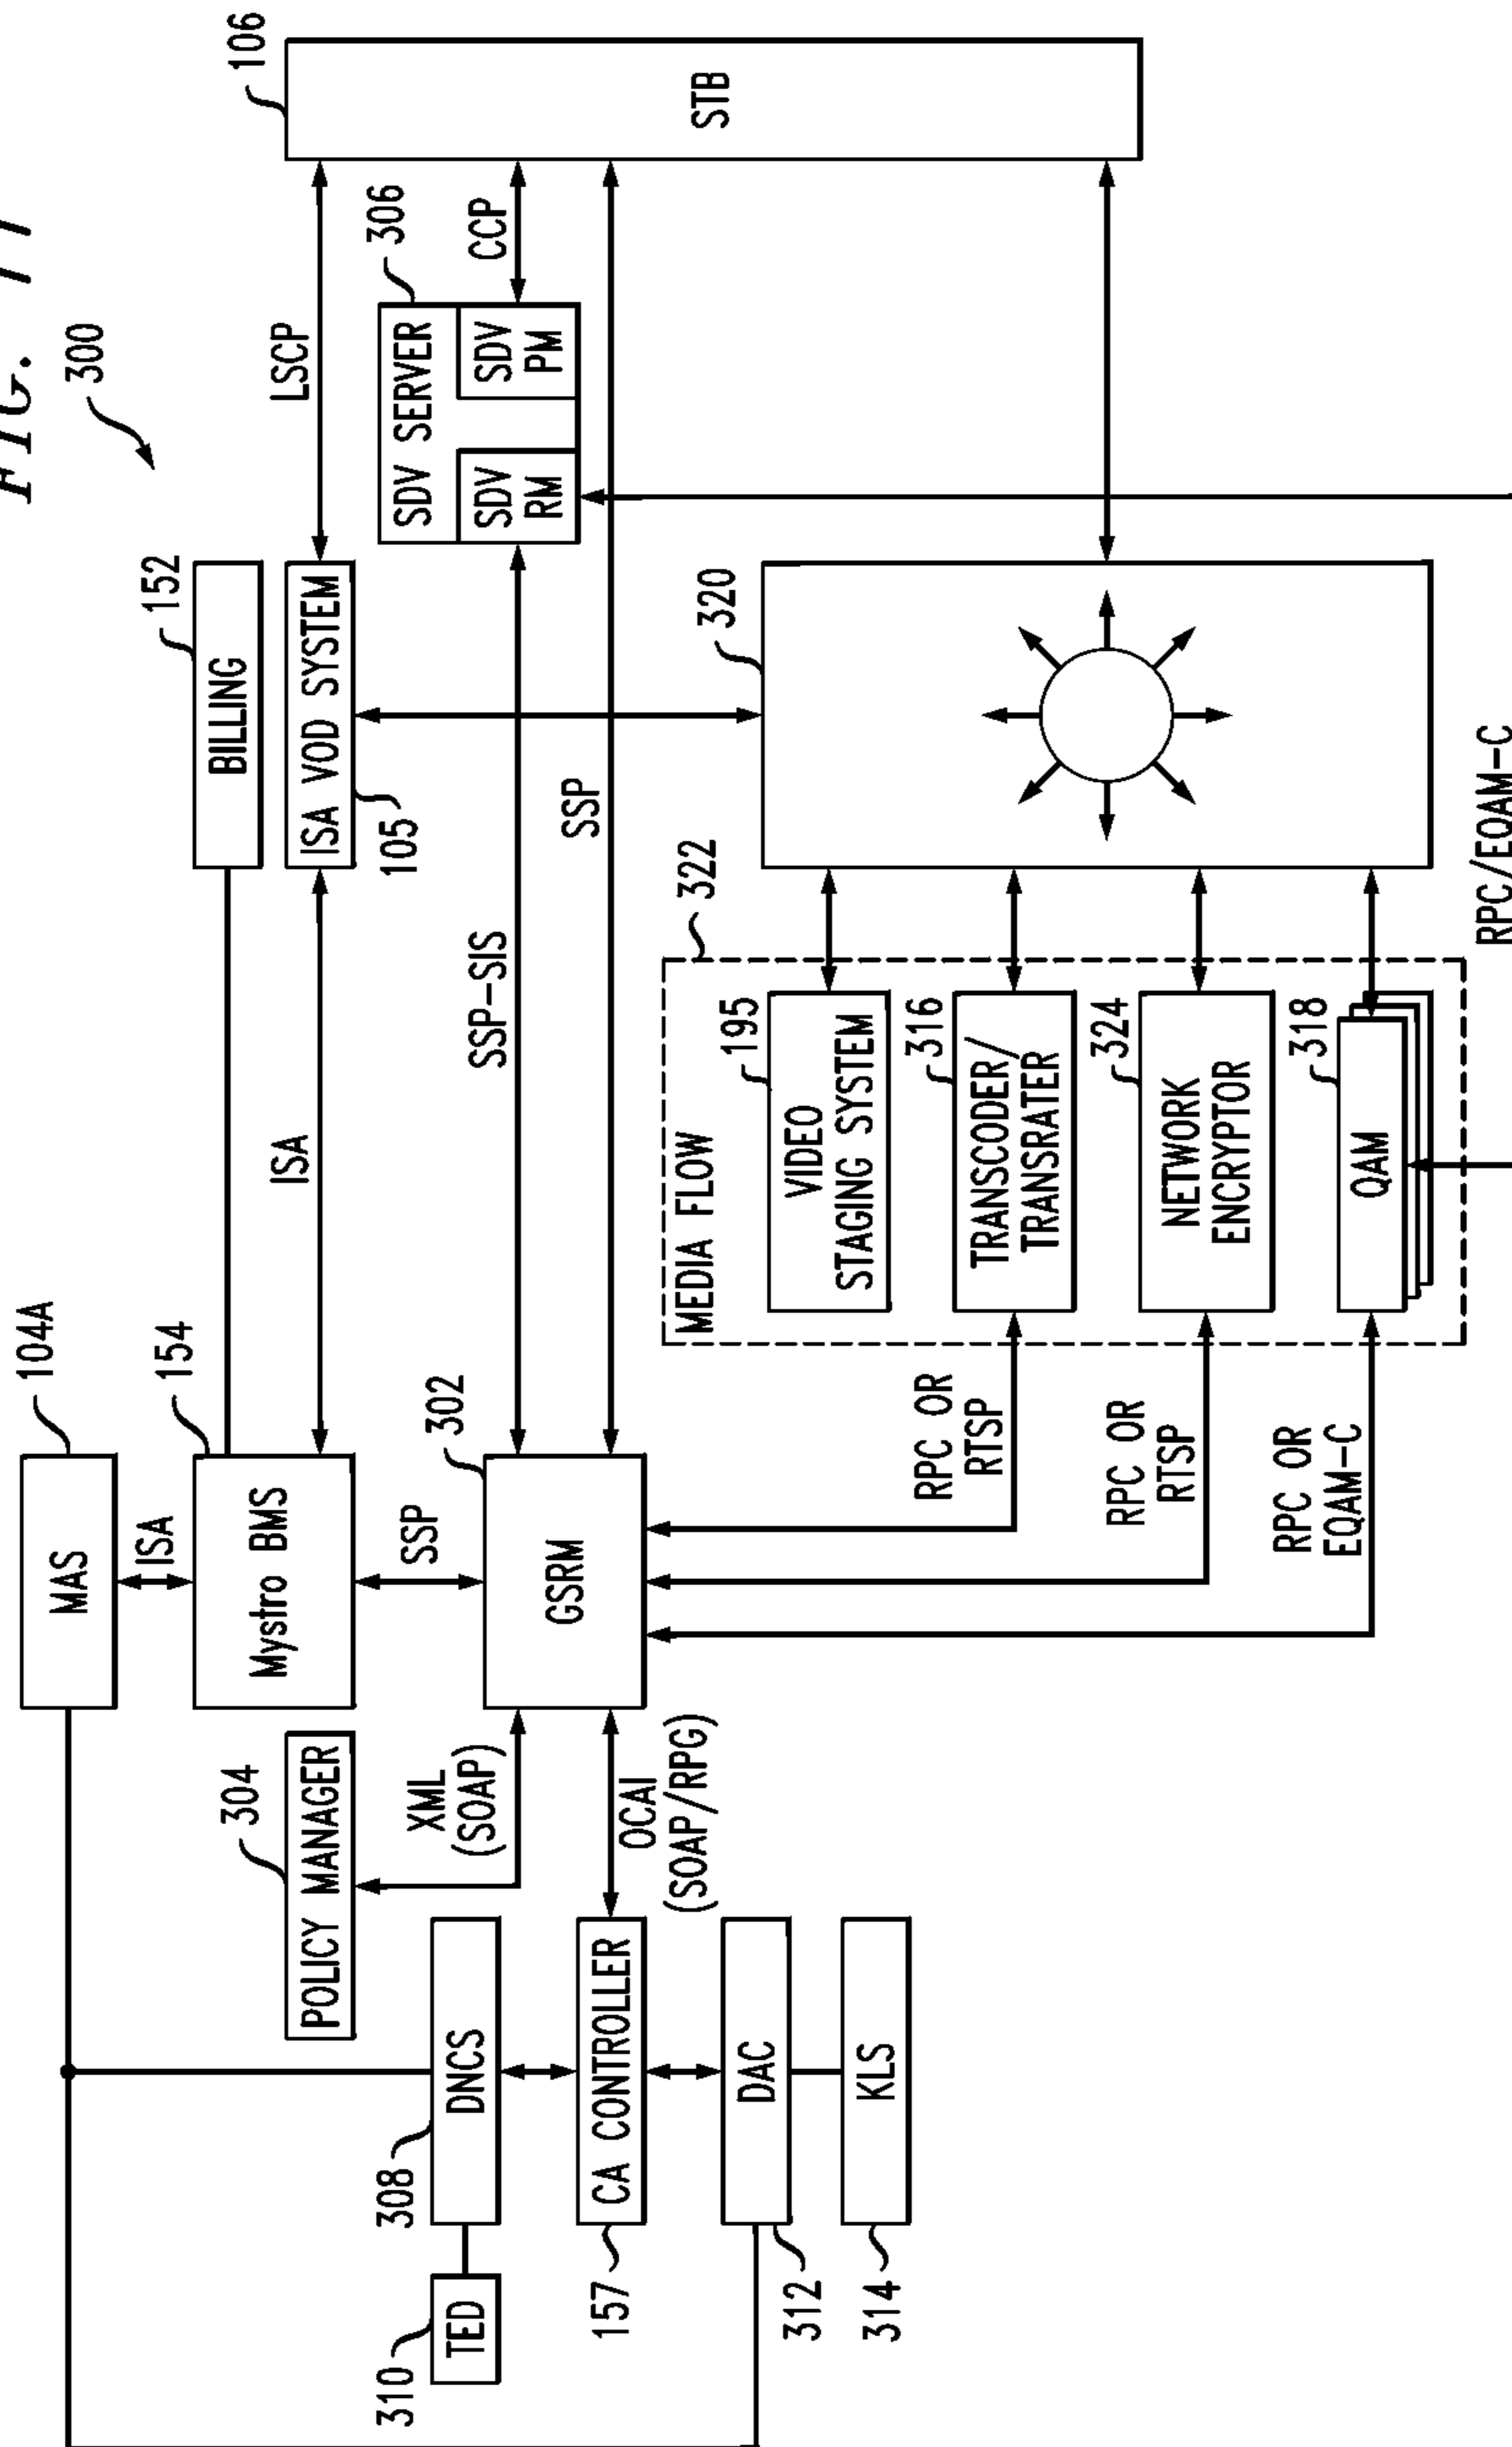 300
MAS
104A
ISA
Mystro BMS
154
BILLING
152
POLICY MANAGER
304
ISA
ISA VOD SYSTEM
105
LSCP
STB
106
SSP
XML
(SOAP)
GSRM
302
SSP-SIS
SSP
SDV SERVER
306
SDV
RM
SDV
PM
CCP
TED
310
DNCS
308
CA CONTROLLER
157
OCAI
(SOAP/RPG)
DAC
312
KLS
314
MEDIA FLOW
322
VIDEO
STAGING SYSTEM
195
TRANSCODER/
TRANSRATER
316
NETWORK
ENCRYPTOR
324
QAM
318
320
RPC OR
RTSP
RPC OR
RTSP
RPC OR
EQAM-C
RPC/EQAM-C